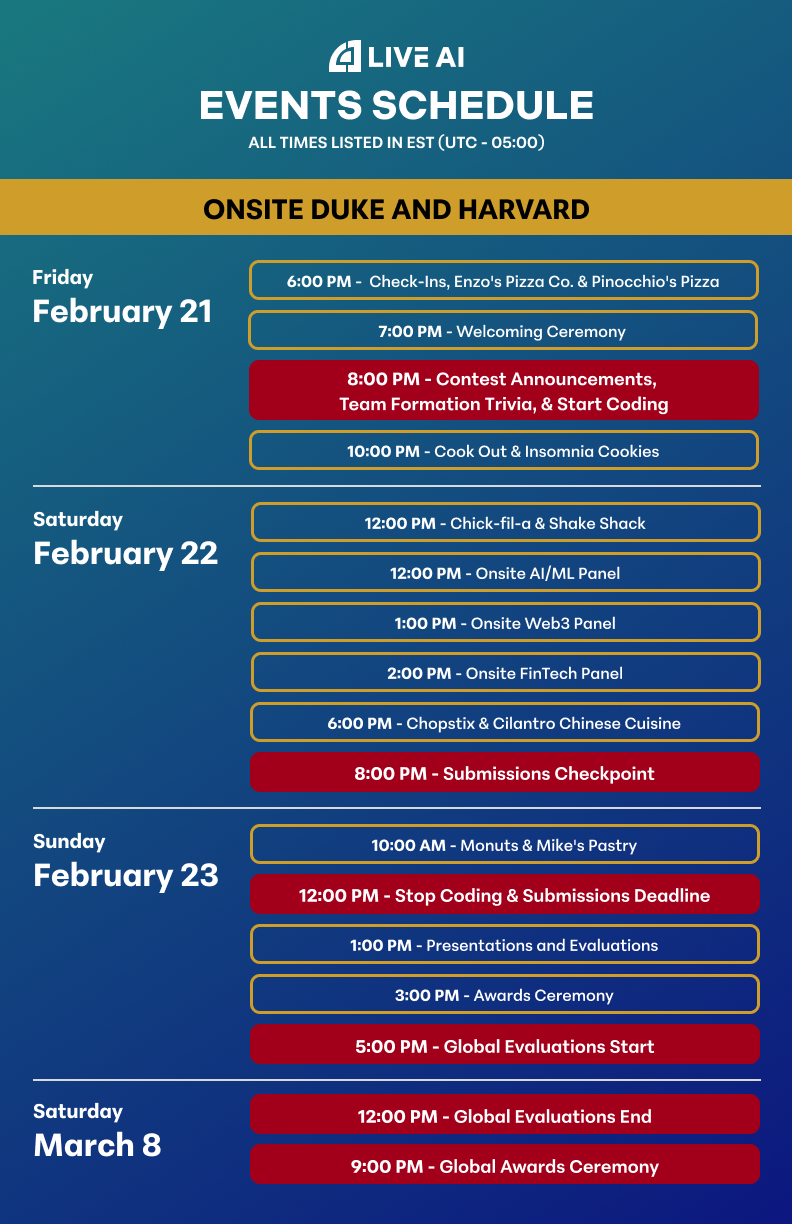 LIVE AI
EVENTS SCHEDULE
ALL TIMES LISTED IN EST (UTC - 05:00)
ONSITE DUKE AND HARVARD
Friday
February 21
6:00 PM - Check-Ins, Enzo's Pizza Co. & Pinocchio's Pizza
7:00 PM - Welcoming Ceremony
8:00 PM - Contest Announcements,
Team Formation Trivia, & Start Coding
10:00 PM - Cook Out & Insomnia Cookies
Saturday
February 22
12:00 PM - Chick-fil-a & Shake Shack
12:00 PM - Onsite AI/ML Panel
1:00 PM - Onsite Web3 Panel
2:00 PM - Onsite FinTech Panel
6:00 PM - Chopstix & Cilantro Chinese Cuisine
8:00 PM - Submissions Checkpoint
Sunday
February 23
10:00 AM - Monuts & Mike's Pastry
12:00 PM - Stop Coding & Submissions Deadline
1:00 PM - Presentations and Evaluations
3:00 PM - Awards Ceremony
5:00 PM - Global Evaluations Start
Saturday
March 8
12:00 PM - Global Evaluations End
9:00 PM - Global Awards Ceremony